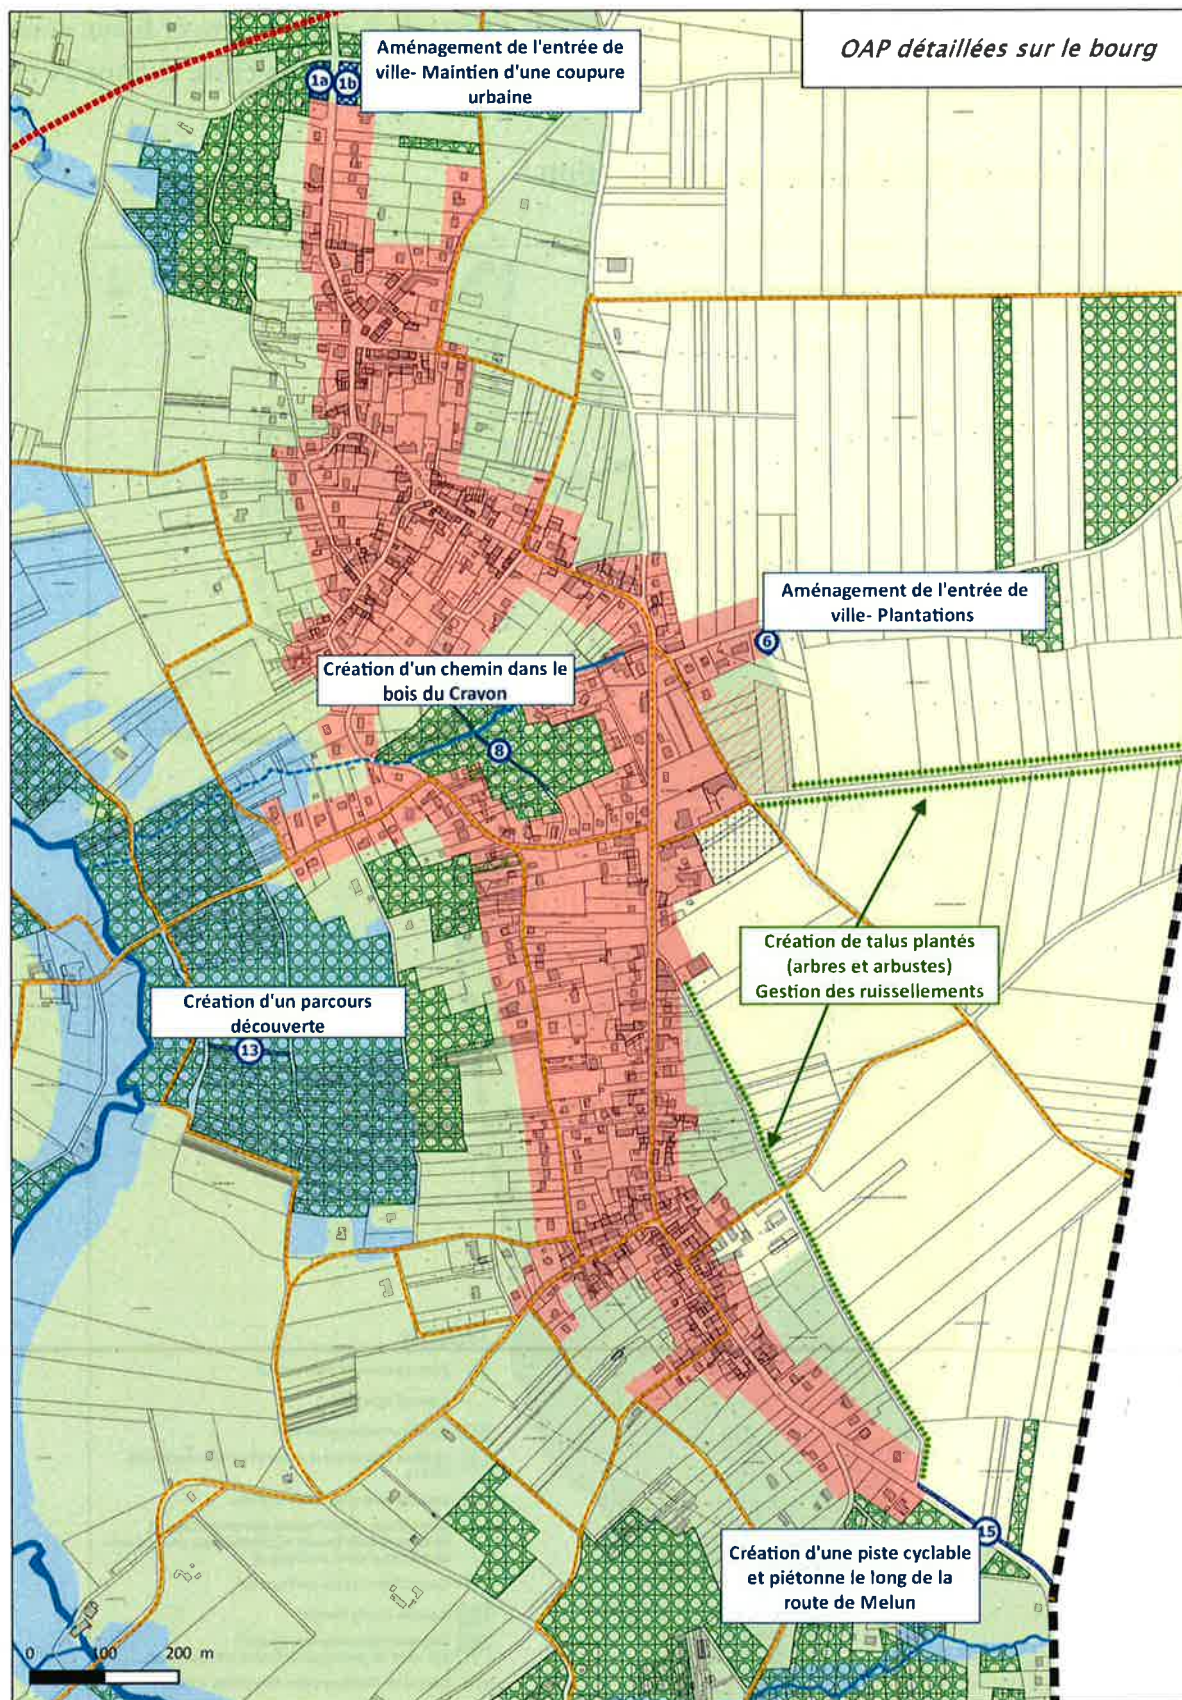 OAP détaillées sur le bourg
Aménagement de l'entrée de
ville- Maintien d'une coupure
urbaine
1a
1b
Aménagement de l'entrée de
ville- Plantations
6
Création d'un chemin dans le
bois du Cravon
8
Création de talus plantés
(arbres et arbustes)
Gestion des ruissellements
Création d'un parcours
découverte
13
15
Création d'une piste cyclable
et piétonne le long de la
route de Melun
0 100 200 m